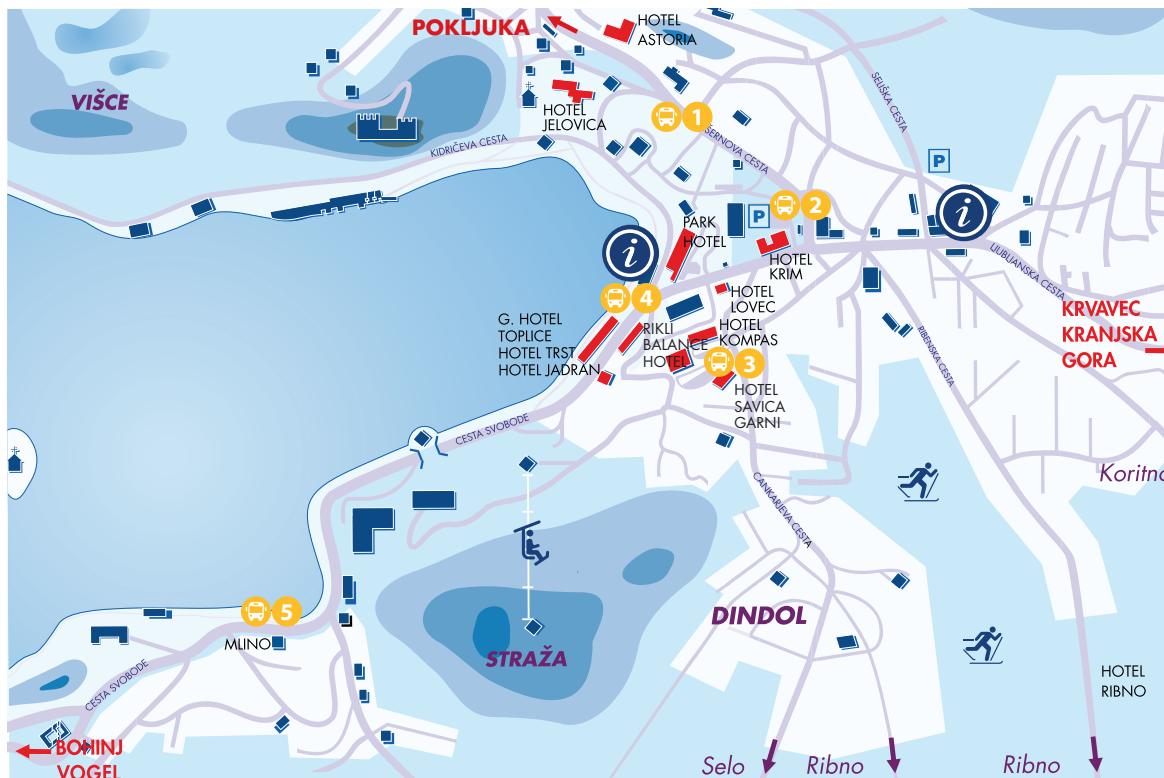 POKLJUKA
HOTEL
ASTORIA
VIŠCE
HOTEL
JELOVICA
1
SELIŠKA CESTA
KIDRIČEVA CESTA
ŠERNOVA CESTA
P
P
2
i
i
PARK
HOTEL
HOTEL
KRIM
LJUBLJANSKA CESTA
4
HOTEL
LOVEC
G. HOTEL
TOPLICE
HOTEL TRST
HOTEL JADRAN
RIKLI
BALANCE
HOTEL
HOTEL
KOMPAS
3
HOTEL
SAVICA
GARNI
RIBENSKA CESTA
KRVAVEC
KRANJSKA
GORA
CESTA SVOBODE
Koritno
CANKARJEVA CESTA
5
MLINO
DINDOL
STRAŽA
CESTA SVOBODE
HOTEL
RIBNO
BOHINJ
VOGEL
Selo
Ribno
Ribno